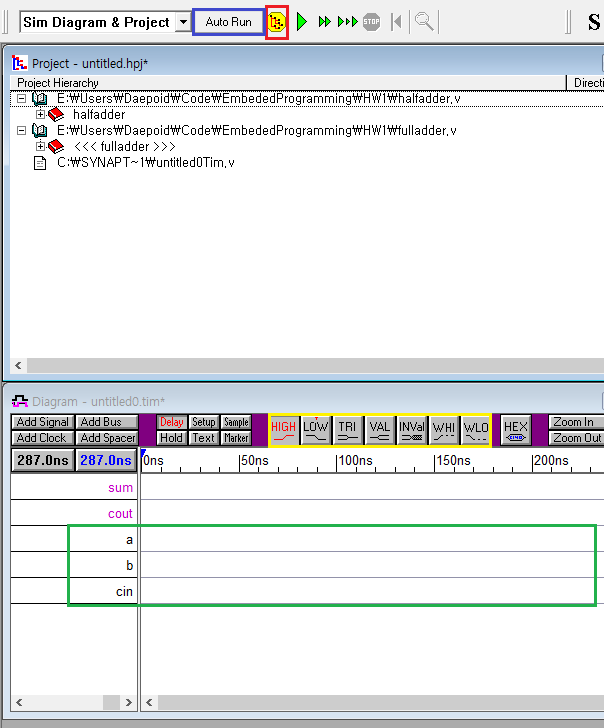 Sim Diagram & Project
Auto Run
STOP
S
Project - untitled.hpj*
Project Hierarchy
Directi
E:₩Users₩Daepoid₩Code₩EmbededProgramming₩HW1₩halfadder,v
halfadder
E:₩Users₩Daepoid₩Code₩EmbededProgramming₩HW1₩fulladder,v
<<< fulladder >>>
C:₩SYNAPT~1₩untitled0Tim,v
Diagram - untitled0.tim*
Add Signal Add Bus Delay Setup Sample HIGH LOW TRI VAL INVal WHI WLO HEX Zoom In
Add Clock Add Spacer Hold Text Marker Zoom Out
287.0ns 287.0ns 0ns 50ns 100ns 150ns 200ns
sum
cout
a
b
cin